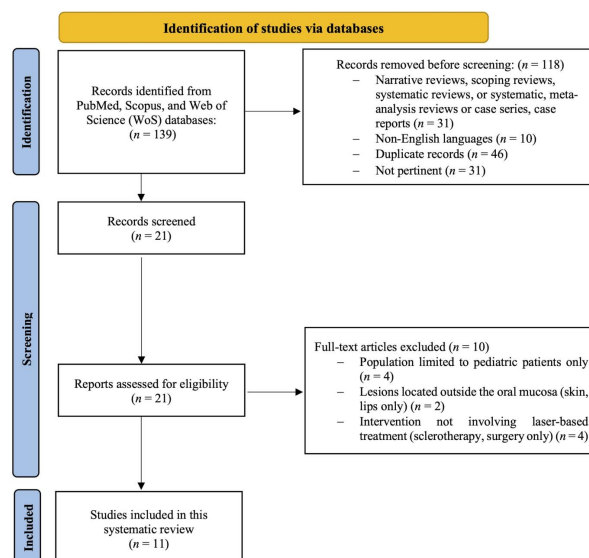 Identification of studies via databases
Identification
Records identified from
PubMed, Scopus, and Web of
Science (WoS) databases:
(n = 139)
Records removed before screening: (n = 118)
– Narrative reviews, scoping reviews,
systematic reviews, or systematic, meta-
analysis reviews or case series, case
reports (n = 31)
– Non-English languages (n = 10)
– Duplicate records (n = 46)
– Not pertinent (n = 31)
Screening
Records screened
(n = 21)
Reports assessed for eligibility
(n = 21)
Full-text articles excluded (n = 10)
– Population limited to pediatric patients only
(n = 4)
– Lesions located outside the oral mucosa (skin,
lips only) (n = 2)
– Intervention not involving laser-based
treatment (sclerotherapy, surgery only) (n = 4)
Included
Studies included in this
systematic review
(n = 11)